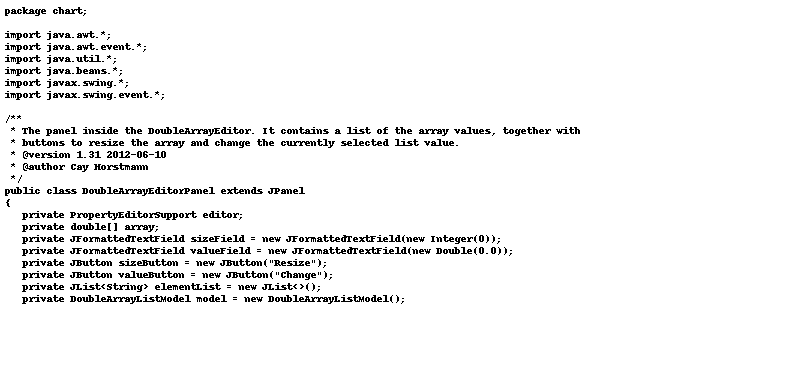 package chart;

import java.awt.*;
import java.awt.event.*;
import java.util.*;
import java.beans.*;
import javax.swing.*;
import javax.swing.event.*;

/**
 * The panel inside the DoubleArrayEditor. It contains a list of the array values, together with
 * buttons to resize the array and change the currently selected list value.
 * @version 1.31 2012-06-10
 * @author Cay Horstmann
 */
public class DoubleArrayEditorPanel extends JPanel
{
   private PropertyEditorSupport editor;
   private double[] array;
   private JFormattedTextField sizeField = new JFormattedTextField(new Integer(0));
   private JFormattedTextField valueField = new JFormattedTextField(new Double(0.0));
   private JButton sizeButton = new JButton("Resize");
   private JButton valueButton = new JButton("Change");
   private JList<String> elementList = new JList<>();
   private DoubleArrayListModel model = new DoubleArrayListModel();